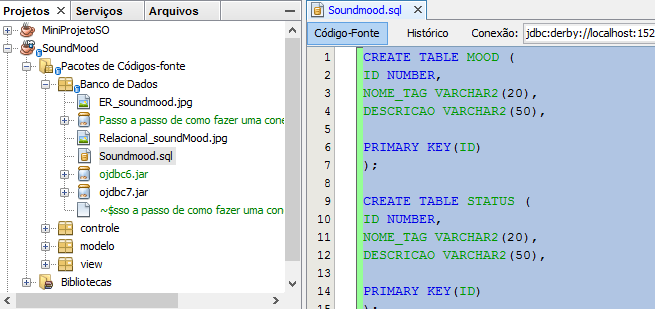 Projetos
Serviços
Arquivos
MiniProjetoSO
SoundMood
Pacotes de Códigos-fonte
Banco de Dados
ER_soundmood.jpg
Passo a passo de como fazer uma cone
Relacional_soundMood.jpg
Soundmood.sql
ojdbc6.jar
ojdbc7.jar
~$sso a passo de como fazer uma cone
controle
modelo
view
Bibliotecas
Soundmood.sql
Código-Fonte Histórico Conexão: jdbc:derby://localhost:152
1 CREATE TABLE MOOD (
2 ID NUMBER,
3 NOME_TAG VARCHAR2(20),
4 DESCRICAO VARCHAR2(50),
5
6 PRIMARY KEY(ID)
7 );
8
9 CREATE TABLE STATUS (
10 ID NUMBER,
11 NOME_TAG VARCHAR2(20),
12 DESCRICAO VARCHAR2(50),
13
14 PRIMARY KEY(ID)
15 );